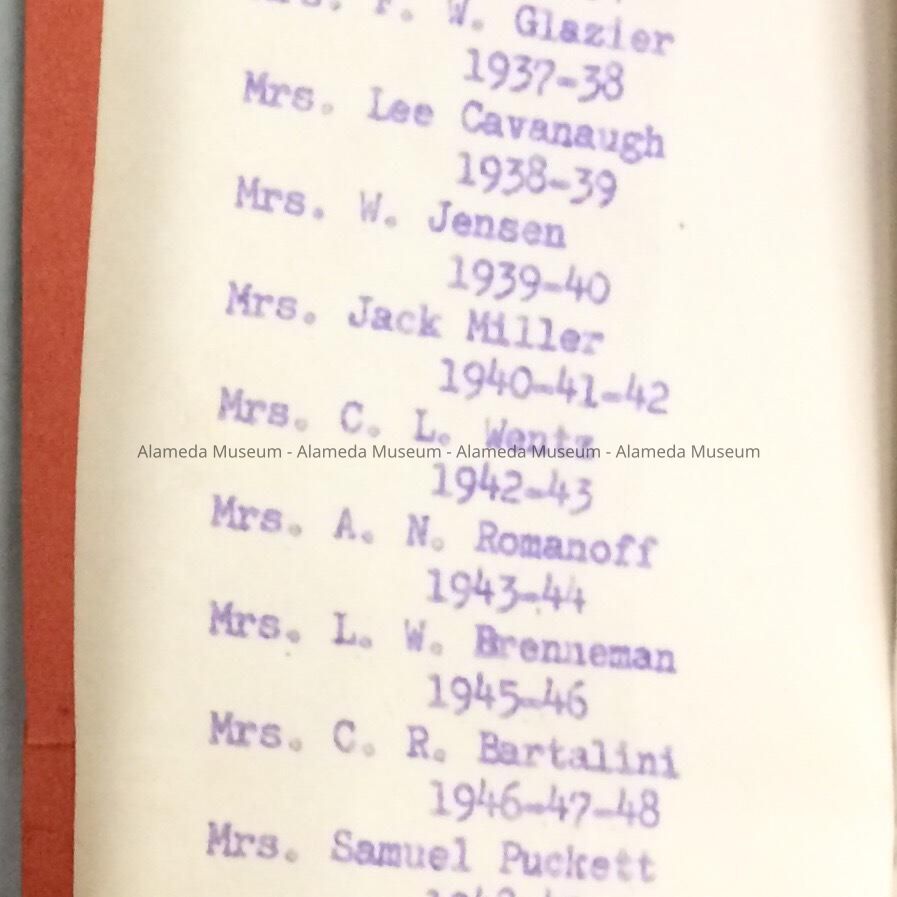 F. W. Glazier
1937-38
Mrs. Lee Cavanaugh
1938-39
Mrs. W. Jensen
1939-40
Mrs. Jack Miller
1940-41-42
Mrs. C. L. Wentz
Alameda Museum - Alameda Museum - Alameda Museum - Alameda Museum
1942-43
Mrs. A. N. Romanoff
1943-44
Mrs. L. W. Brenneman
1945-46
Mrs. C. R. Bartalini
1946-47-48
Mrs. Samuel Puckett